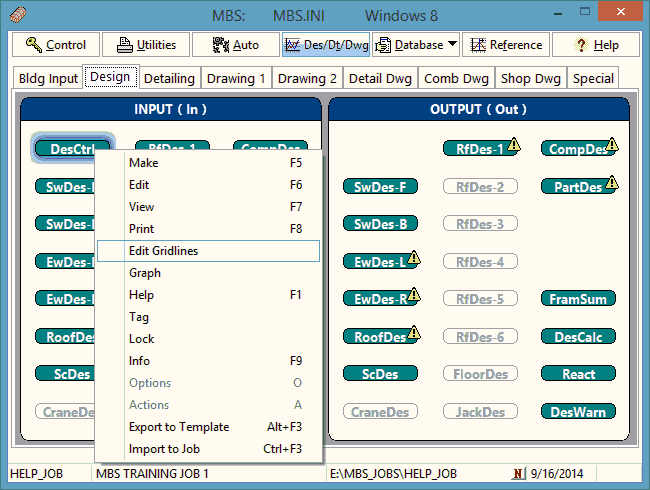 MBS: MBS.INI Windows 8
Control Utilities Auto Des/Dt/Dwg Database Reference ? Help
Bldg Input Design Detailing Drawing 1 Drawing 2 Detail Dwg Comb Dwg Shop Dwg Special
INPUT ( In ) OUTPUT ( Out )
DesCtrl RfDes-1 CompDes RfDes-1 CompDes
SwDes- SwDes-F RfDes-2 PartDes
SwDes- SwDes-B RfDes-3
EwDes- EwDes-L RfDes-4
EwDes- EwDes-R RfDes-5 FramSum
RoofDes RoofDes RfDes-6 DesCalc
ScDes ScDes FloorDes React
CraneDes CraneDes JackDes DesWarn
Make F5
Edit F6
View F7
Print F8
Edit Gridlines
Graph
Help F1
Tag
Lock
Info F9
Options O
Actions A
Export to Template Alt+F3
Import to Job Ctrl+F3
HELP_JOB MBS TRAINING JOB 1 E:\MBS_JOBS\HELP_JOB N 9/16/2014